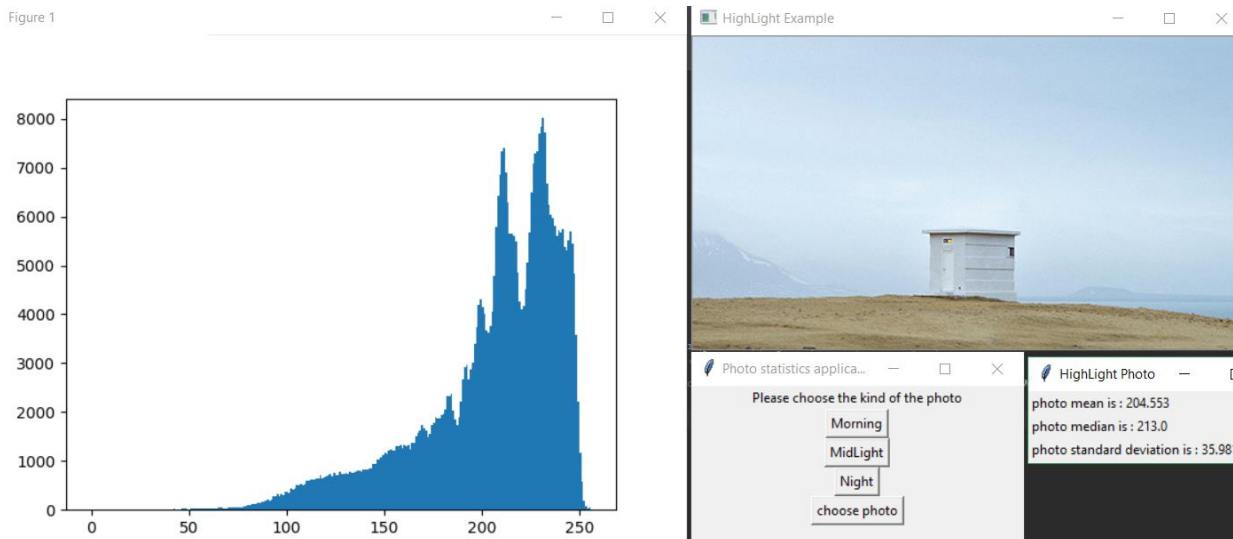 Figure 1
8000
7000
6000
5000
4000
3000
2000
1000
0
0 50 100 150 200 250
HighLight Example
Photo statistics applica...
Please choose the kind of the photo
Morning
MidLight
Night
choose photo
HighLight Photo
photo mean is : 204.553
photo median is : 213.0
photo standard deviation is : 35.98